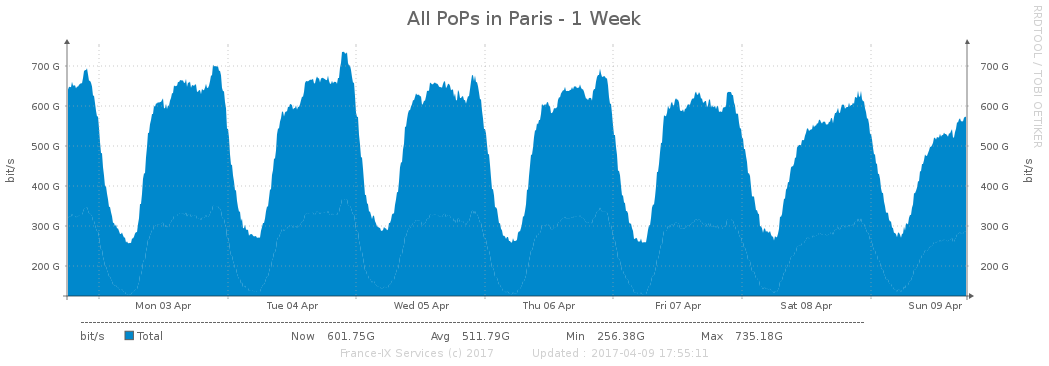 All PoPs in Paris - 1 Week
RRDTOOL / TOBI OETIKER
bit/s
bit/s
700 G 700 G
600 G 600 G
500 G 500 G
400 G 400 G
300 G 300 G
200 G 200 G
Mon 03 Apr Tue 04 Apr Wed 05 Apr Thu 06 Apr Fri 07 Apr Sat 08 Apr Sun 09 Apr
bit/s Total Now 601.75G Avg 511.79G Min 256.38G Max 735.18G
France-IX Services (c) 2017 Updated : 2017-04-09 17:55:11